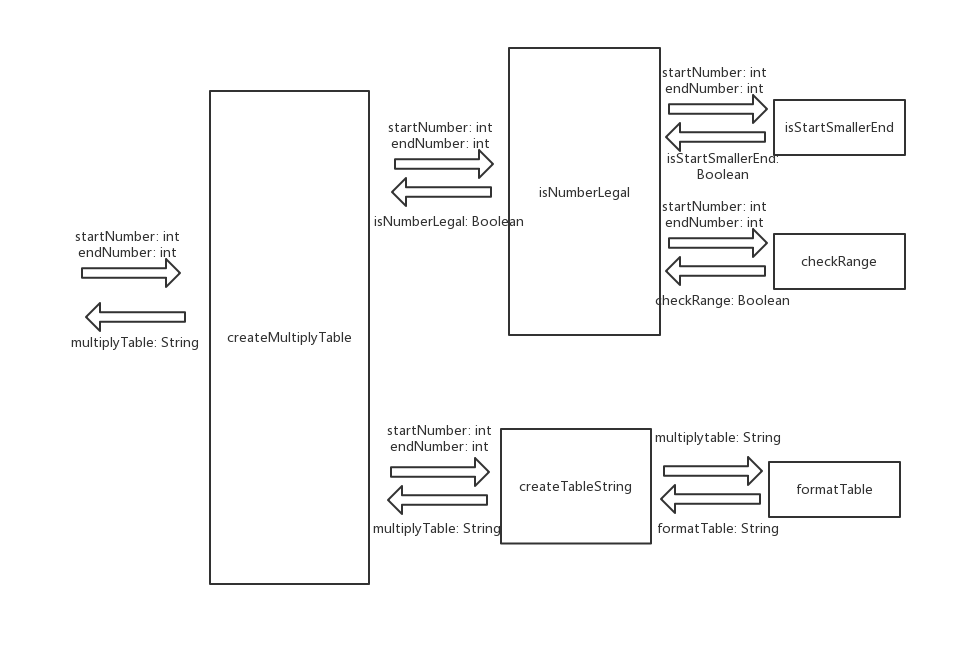 startNumber: int
endNumber: int
multiplyTable: String
createMultiplyTable
startNumber: int
endNumber: int
isNumberLegal: Boolean
isNumberLegal
startNumber: int
endNumber: int
isStartSmallerEnd:
Boolean
isStartSmallerEnd
startNumber: int
endNumber: int
checkRange: Boolean
checkRange
startNumber: int
endNumber: int
multiplyTable: String
createTableString
multiplytable: String
formatTable: String
formatTable